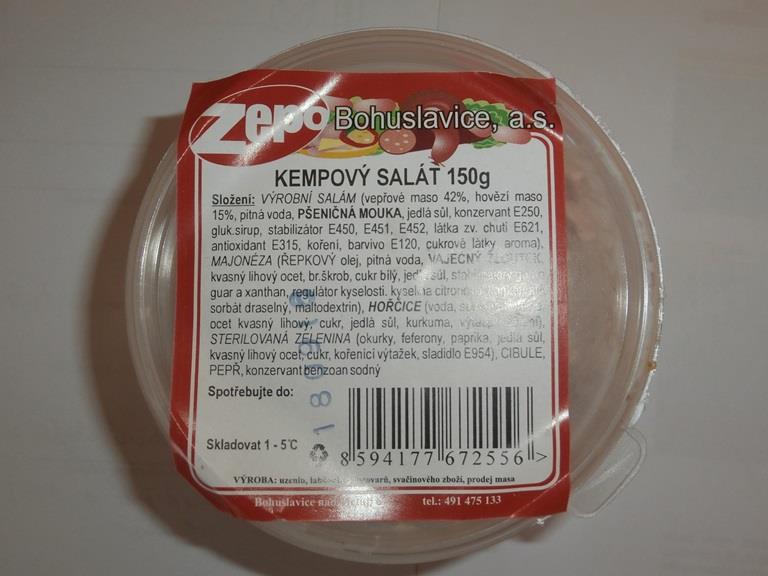 Zepo Bohuslavice, a.s.
KEMPOVÝ SALÁT 150g
Složení: VÝROBNÍ SALÁM (vepřové maso 42%, hovězí maso
15%, pitná voda, PŠENIČNÁ MOUKA, jedlá sůl, konzervant E250,
gluk.sirup, stabilizátor E450, E451, E452, látka zv. chuti E621,
antioxidant E315, koření, barvivo E120, cukrové látky, aroma),
MAJONÉZA (ŘEPKOVÝ olej, pitná voda, VAJEČNÝ ŽLOUTEK,
kvasný lihový ocet, br.škrob, cukr bílý, jedlá sůl,
guar a xanthan, regulátor kyselosti. kyselina
sorbát draselný, maltodextrin), HOŘČICE (voda,
ocet kvasný lihový, cukr, jedlá sůl, kurkuma,
STERILOVANÁ ZELENINA (okurky, feferony, paprika, jedlá sůl,
kvasný lihový ocet, cukr, kořenicí výtažek, sladidlo E954), CIBULE,
PEPŘ, konzervant benzoan sodný
Spotřebujte do:
180918
Skladovat 1 - 5°C
8 594177 672556 >
VÝROBA: uzenin, svačinového zboží, prodej masa
Bohuslavice tel.: 491 475 133